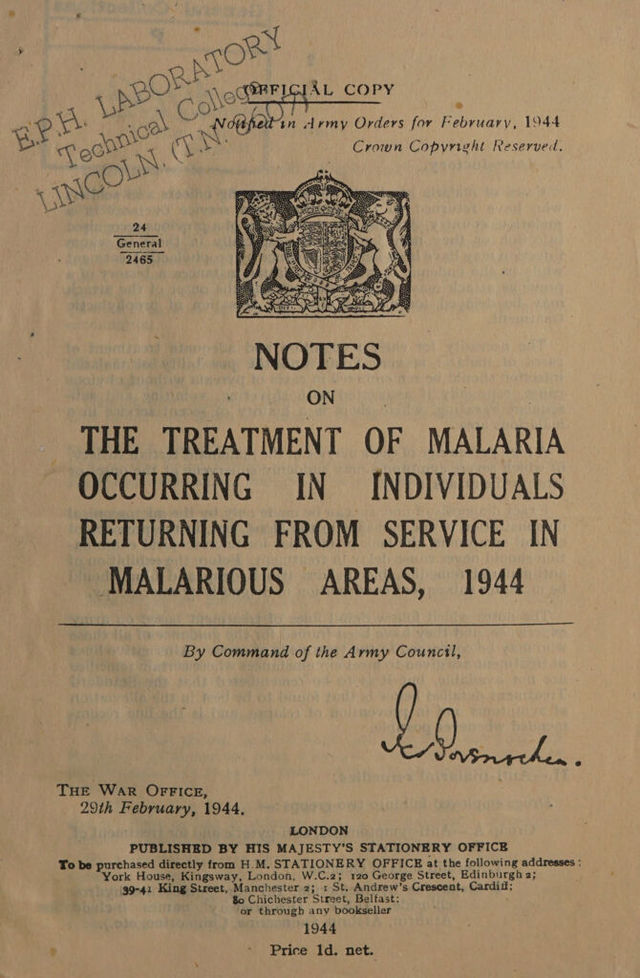 E.P.H. LABORATORY
Technical College
LINCOLN. (T.N.
OFFICIAL COPY
Notified in Army Orders for February, 1944
Crown Copyright Reserved.
24
General
2465
NOTES
ON
THE TREATMENT OF MALARIA
OCCURRING IN INDIVIDUALS
RETURNING FROM SERVICE IN
MALARIOUS AREAS, 1944
By Command of the Army Council,
THE WAR OFFICE,
29th February, 1944.
LONDON
PUBLISHED BY HIS MAJESTY'S STATIONERY OFFICE
To be purchased directly from H.M. STATIONERY OFFICE at the following addresses:
York House, Kingsway, London, W.C.2; 120 George Street, Edinburgh 2;
39-41 King Street, Manchester 2; 1 St. Andrew's Crescent, Cardiff;
80 Chichester Street, Belfast;
or through any bookseller
1944
Price 1d. net.